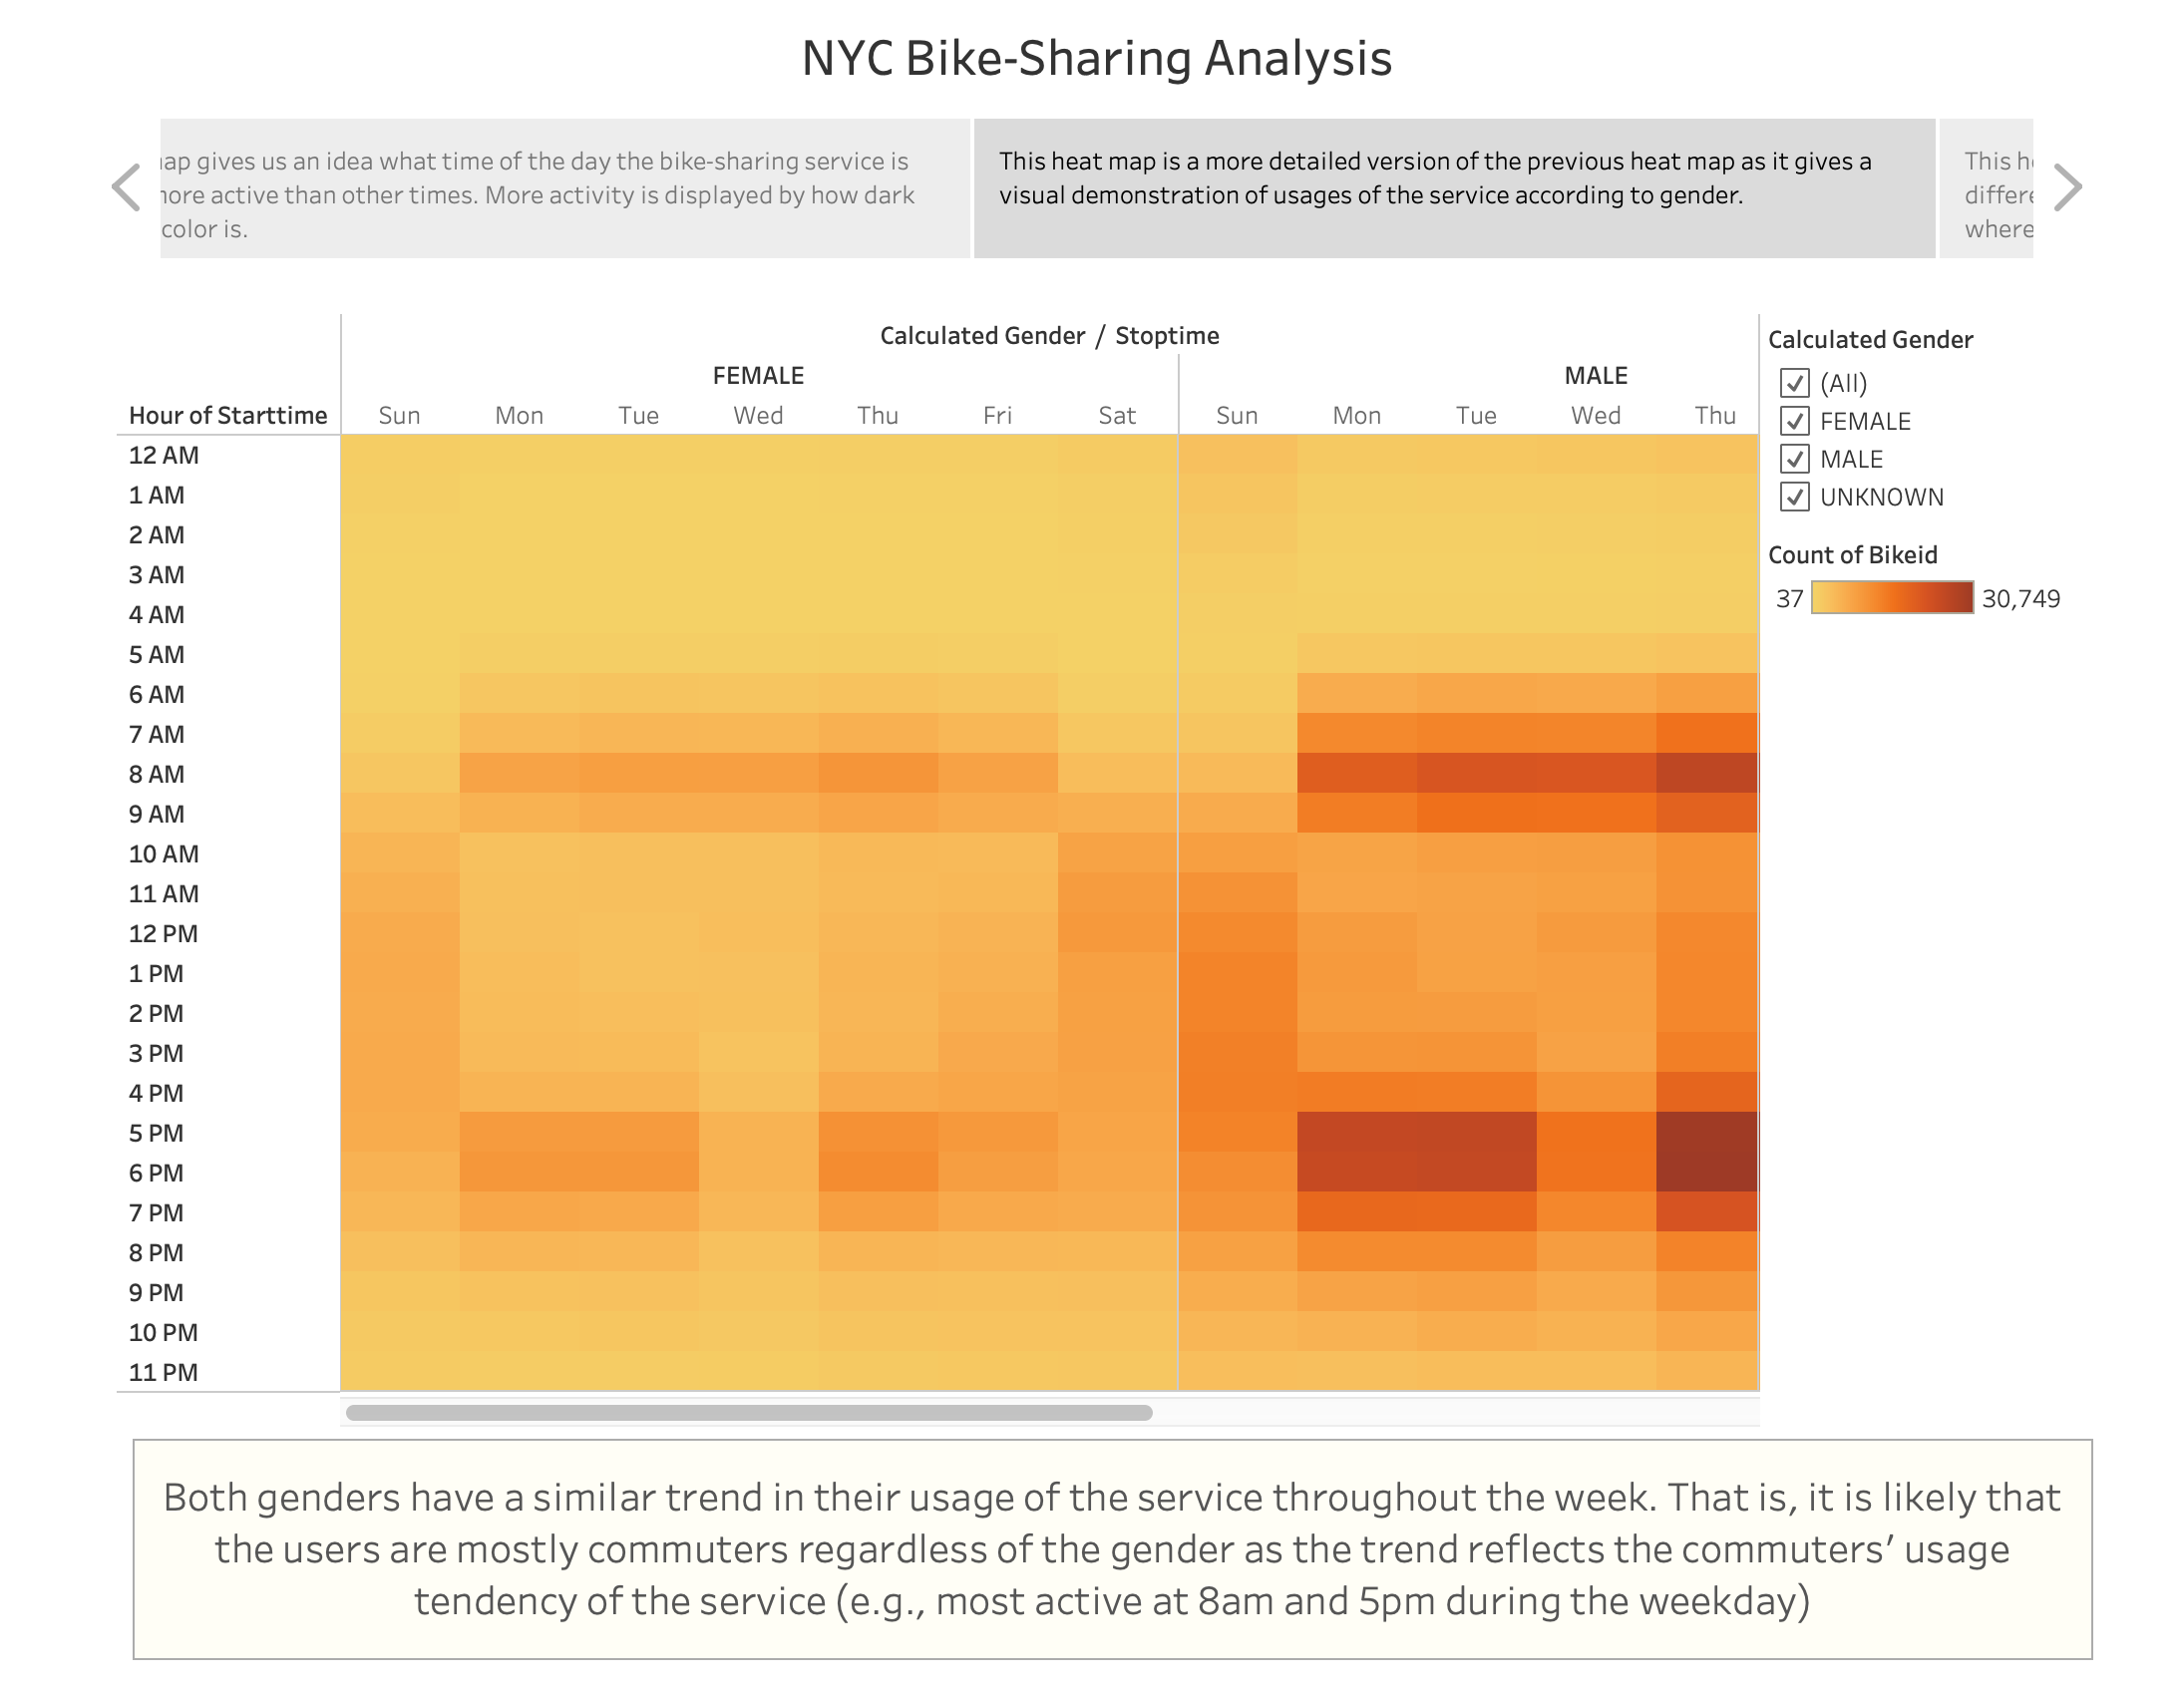 NYC Bike-Sharing Analysis
gives us an idea what time of the day the bike-sharing service is
active than other times. More activity is displayed by how dark
color is.
This heat map is a more detailed version of the previous heat map as it gives a
visual demonstration of usages of the service according to gender.
This
where
Calculated Gender / Stoptime
FEMALE MALE
Hour of Starttime Sun Mon Tue Wed Thu Fri Sat Sun Mon Tue Wed Thu
12 AM
1 AM
2 AM
3 AM
4 AM
5 AM
6 AM
7 AM
8 AM
9 AM
10 AM
11 AM
12 PM
1 PM
2 PM
3 PM
4 PM
5 PM
6 PM
7 PM
8 PM
9 PM
10 PM
11 PM
Calculated Gender
(All)
FEMALE
MALE
UNKNOWN
Count of Bikeid
37 30,749
Both genders have a similar trend in their usage of the service throughout the week. That is, it is likely that
the users are mostly commuters regardless of the gender as the trend reflects the commuters’ usage
tendency of the service (e.g., most active at 8am and 5pm during the weekday)